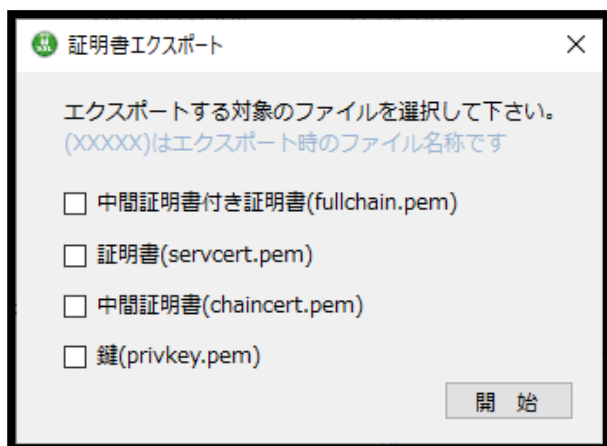 証明書エクスポート
エクスポートする対象のファイルを選択して下さい。
(XXXXX)はエクスポート時のファイル名称です
中間証明書付き証明書(fullchain.pem)
証明書(servcert.pem)
中間証明書(chaincert.pem)
鍵(privkey.pem)
開 始